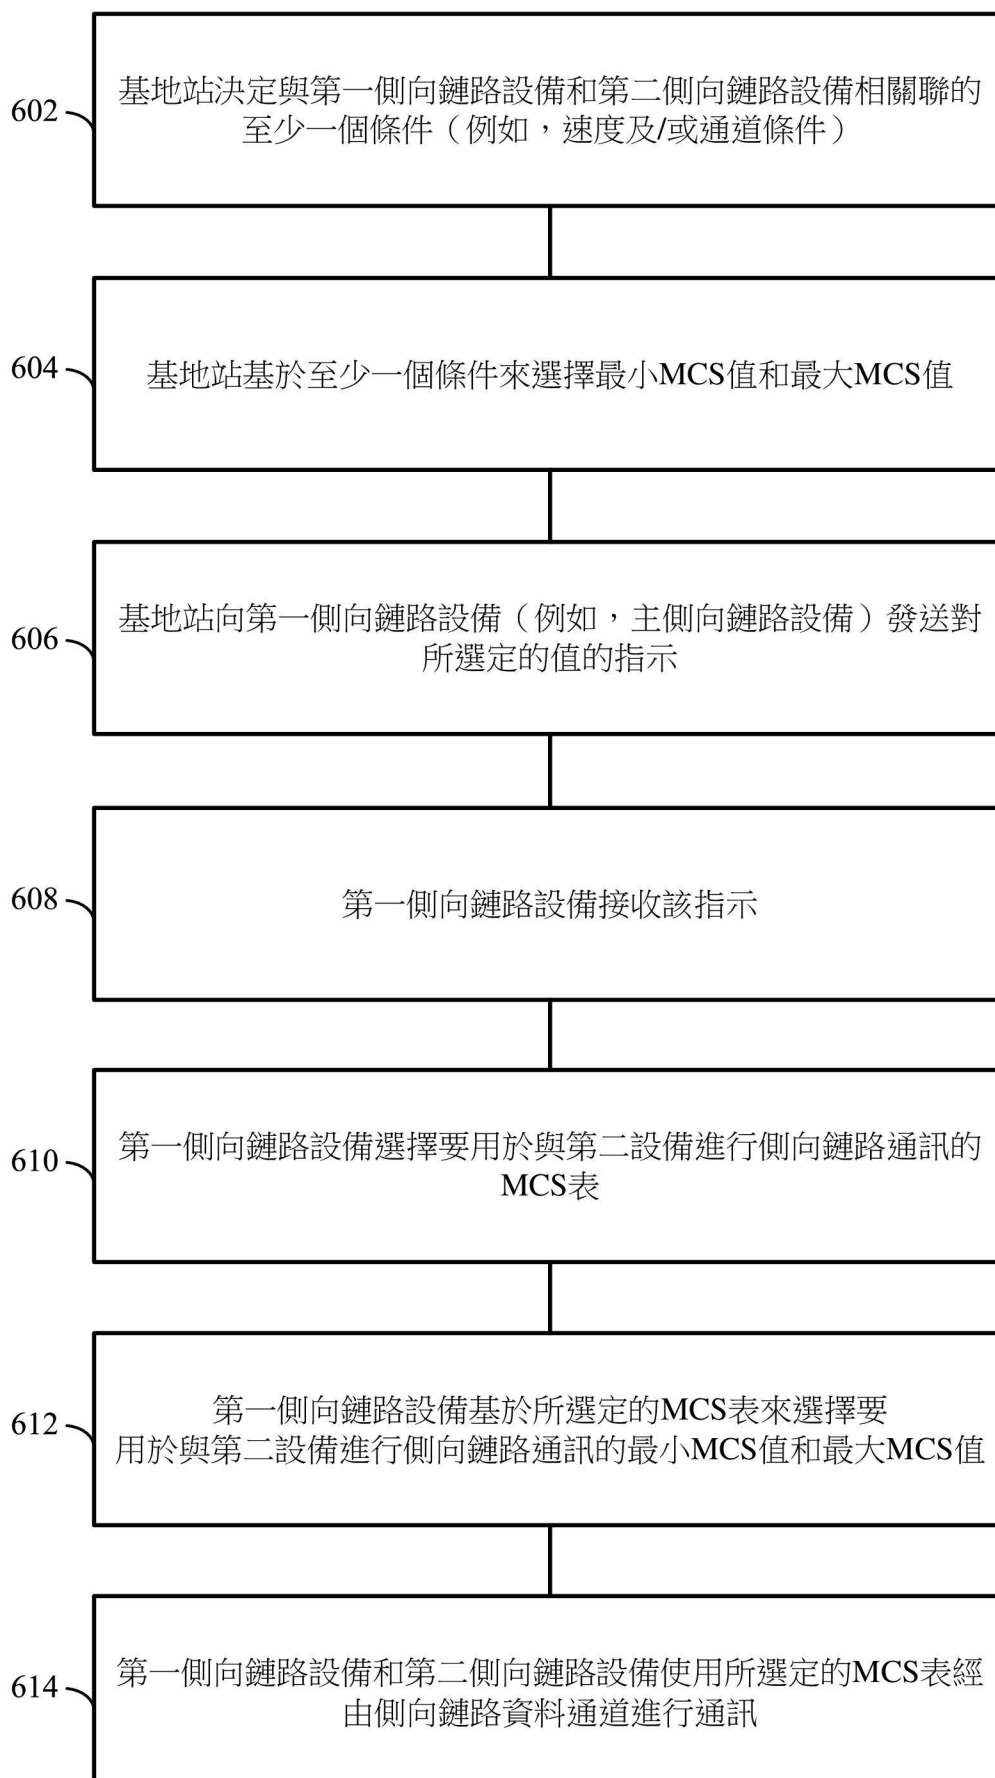 602
基地站決定與第一側向鏈路設備和第二側向鏈路設備相關聯的
至少一個條件（例如，速度及/或通道條件）
604
基地站基於至少一個條件來選擇最小MCS值和最大MCS值
606
基地站向第一側向鏈路設備（例如，主側向鏈路設備）發送對
所選定的值的指示
608
第一側向鏈路設備接收該指示
610
第一側向鏈路設備選擇要用於與第二設備進行側向鏈路通訊的
MCS表
612
第一側向鏈路設備基於所選定的MCS表來選擇要
用於與第二設備進行側向鏈路通訊的最小MCS值和最大MCS值
614
第一側向鏈路設備和第二側向鏈路設備使用所選定的MCS表經
由側向鏈路資料通道進行通訊